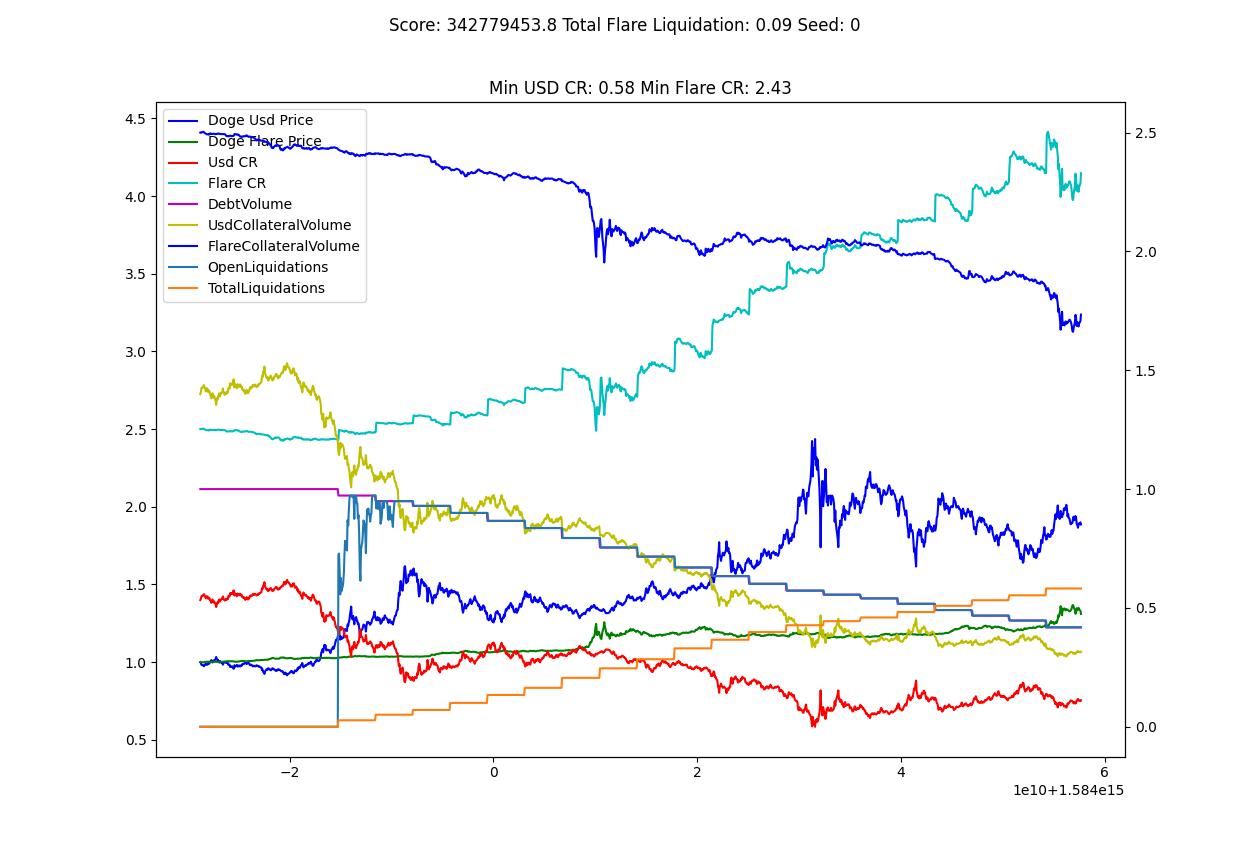 Score: 342779453.8 Total Flare Liquidation: 0.09 Seed: 0
Min USD CR: 0.58 Min Flare CR: 2.43
Doge Usd Price
Doge Flare Price
Usd CR
Flare CR
DebtVolume
UsdCollateralVolume
FlareCollateralVolume
OpenLiquidations
TotalLiquidations
4.5
4.0
3.5
3.0
2.5
2.0
1.5
1.0
0.5
2.5
2.0
1.5
1.0
0.5
0.0
−2
0
2
4
6
1e10+1.584e15